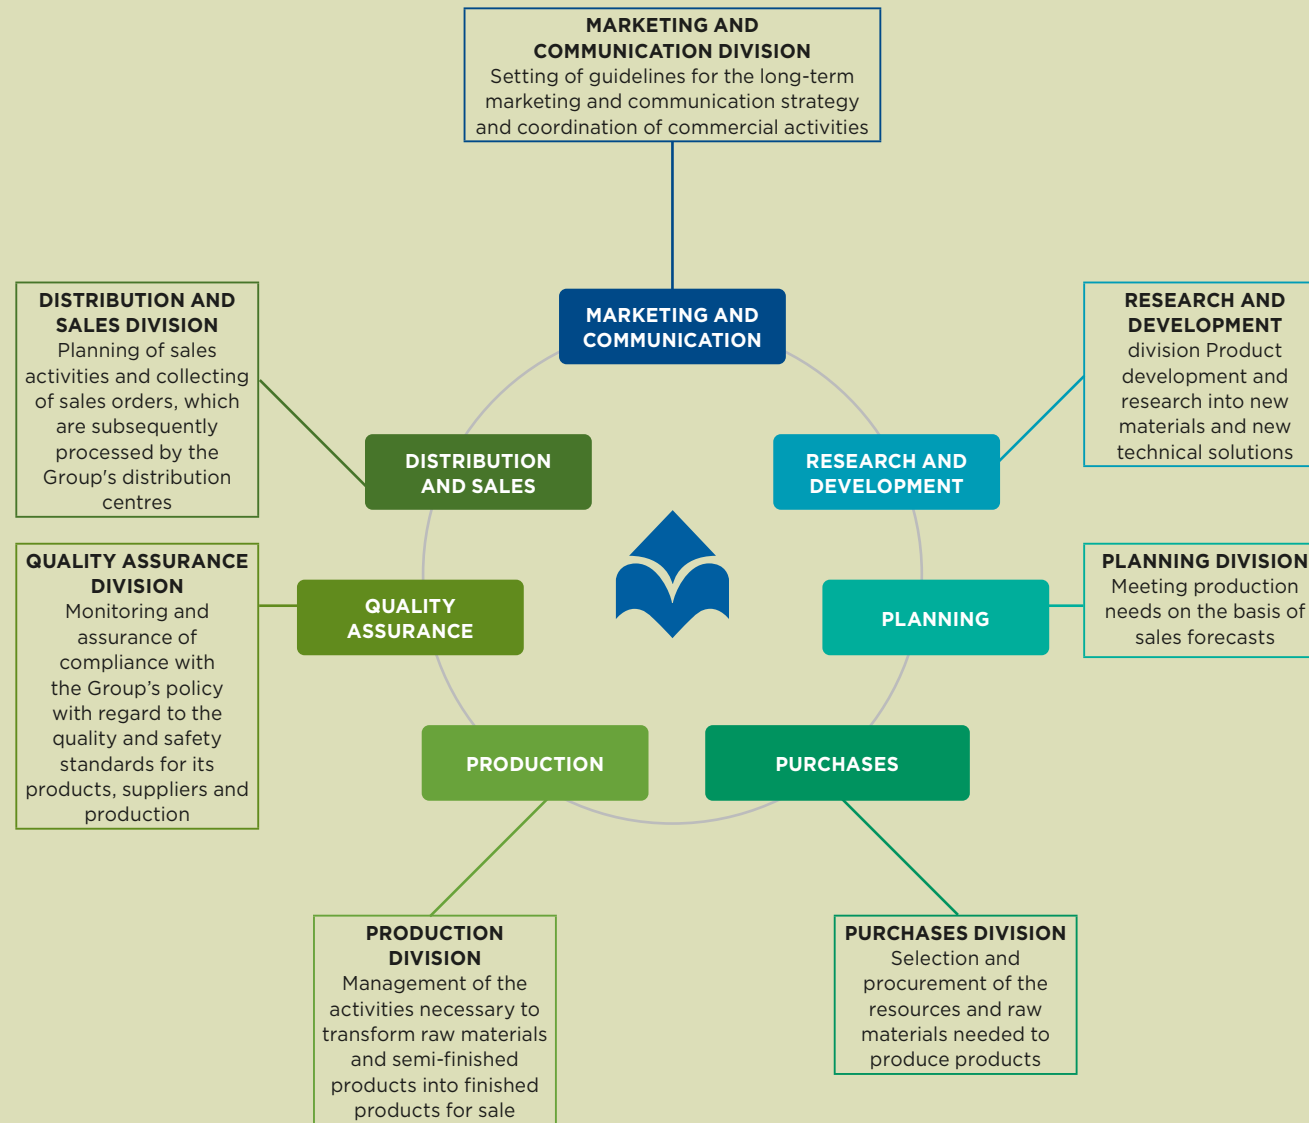 MARKETING AND
COMMUNICATION DIVISION
Setting of guidelines for the long-term
marketing and communication strategy
and coordination of commercial activities
DISTRIBUTION AND
SALES DIVISION
Planning of sales
activities and collecting
of sales orders, which
are subsequently
processed by the
Group's distribution
centres
MARKETING AND
COMMUNICATION
RESEARCH AND
DEVELOPMENT
division Product
development and
research into new
materials and new
technical solutions
DISTRIBUTION
AND SALES
RESEARCH AND
DEVELOPMENT
QUALITY ASSURANCE
DIVISION
Monitoring and
assurance of
compliance with
the Group’s policy
with regard to the
quality and safety
standards for its
products, suppliers and
production
QUALITY
ASSURANCE
PLANNING
PLANNING DIVISION
Meeting production
needs on the basis of
sales forecasts
PRODUCTION
PURCHASES
PRODUCTION
DIVISION
Management of the
activities necessary to
transform raw materials
and semi-finished
products into finished
products for sale
PURCHASES DIVISION
Selection and
procurement of the
resources and raw
materials needed to
produce products